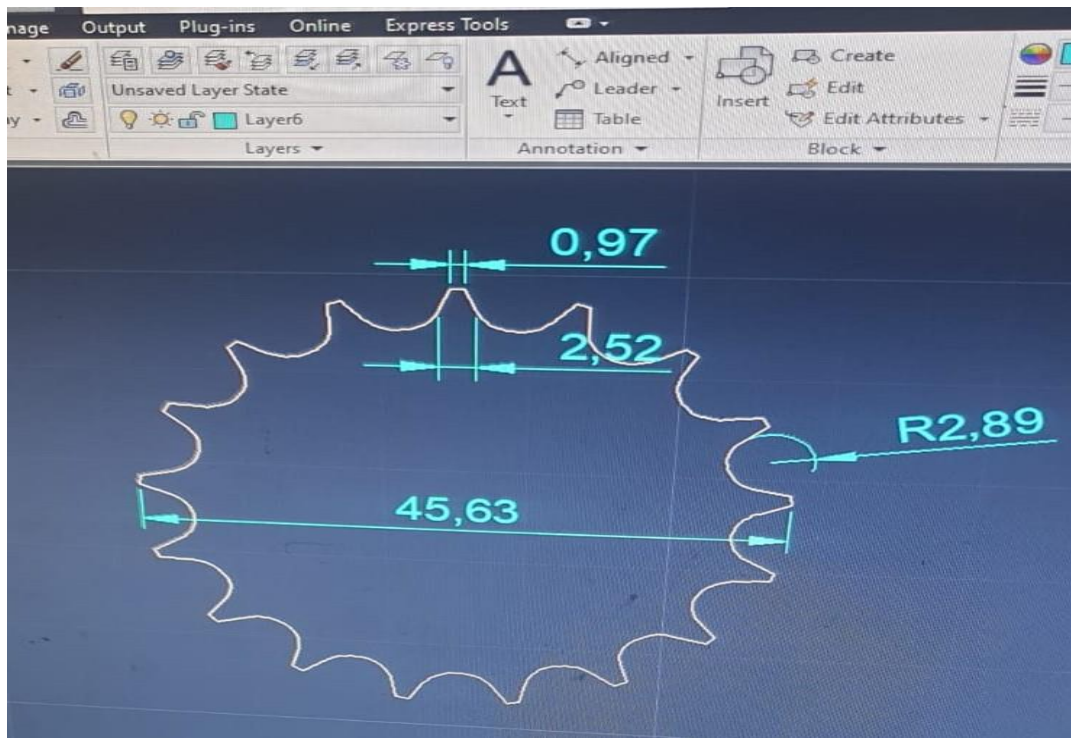 nage Output Plug-ins Online Express Tools
Aligned
Create
Unsaved Layer State
Text
Leader
Insert
Edit
y
Layer6
Table
Edit Attributes
Layers
Annotation
Block
0,97
2,52
R2,89
45,63